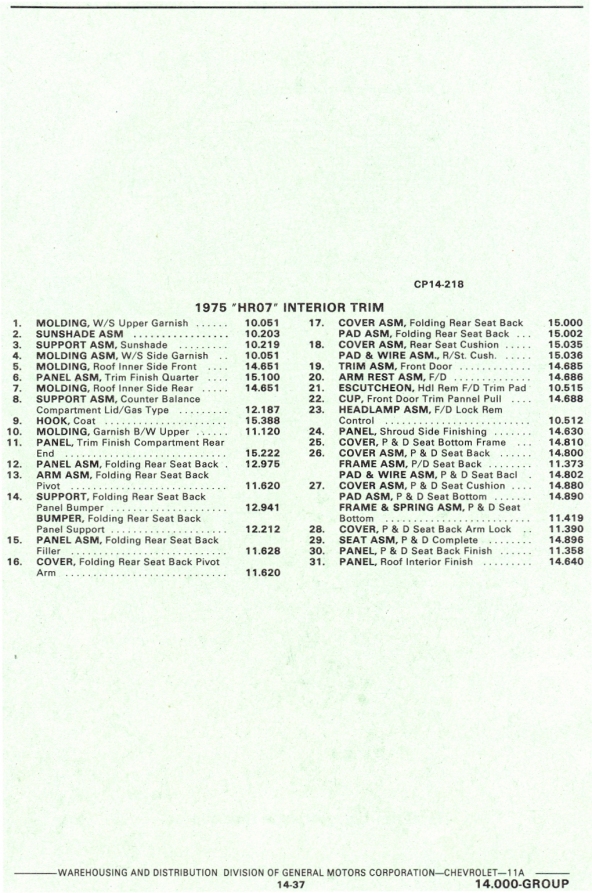 CP14-218
1975 "HR07" INTERIOR TRIM
1. MOLDING, W/S Upper Garnish ...... 10.051
2. SUNSHADE ASM ................. 10.203
3. SUPPORT ASM, Sunshade ......... 10.219
4. MOLDING ASM, W/S Side Garnish .. 10.051
5. MOLDING, Roof Inner Side Front .... 14.651
6. PANEL ASM, Trim Finish Quarter .... 15.100
7. MOLDING, Roof Inner Side Rear ..... 14.651
8. SUPPORT ASM, Counter Balance
Compartment Lid/Gas Type ......... 12.187
9. HOOK, Coat ..................... 15.388
10. MOLDING, Garnish B/W Upper ...... 11.120
11. PANEL, Trim Finish Compartment Rear
End ............................ 15.222
12. PANEL ASM, Folding Rear Seat Back . 12.975
13. ARM ASM, Folding Rear Seat Back
Pivot ........................... 11.620
14. SUPPORT, Folding Rear Seat Back
Panel Bumper .................... 12.941
BUMPER, Folding Rear Seat Back
Panel Support .................... 12.212
15. PANEL ASM, Folding Rear Seat Back
Filler ........................... 11.628
16. COVER, Folding Rear Seat Back Pivot
Arm ............................ 11.620
17. COVER ASM, Folding Rear Seat Back 15.000
PAD ASM, Folding Rear Seat Back ... 15.002
18. COVER ASM, Rear Seat Cushion ..... 15.035
PAD & WIRE ASM., R/St. Cush. ..... 15.036
19. TRIM ASM, Front Door ............. 14.685
20. ARM REST ASM, F/D .............. 14.686
21. ESCUTCHEON, Hdl Rem F/D Trim Pad 10.515
22. CUP, Front Door Trim Pannel Pull .... 14.688
23. HEADLAMP ASM, F/D Lock Rem
Control .......................... 10.512
24. PANEL, Shroud Side Finishing ....... 14.630
25. COVER, P & D Seat Bottom Frame ... 14.810
26. COVER ASM, P & D Seat Back ..... 14.800
FRAME ASM, P/D Seat Back ....... 11.373
PAD & WIRE ASM, P & D Seat Bacl . 14.802
27. COVER ASM, P & D Seat Cushion .... 14.880
PAD ASM, P & D Seat Bottom ....... 14.890
FRAME & SPRING ASM, P & D Seat
Bottom ......................... 11.419
28. COVER, P & D Seat Back Arm Lock .. 11.390
29. SEAT ASM, P & D Complete ........ 14.896
30. PANEL, P & D Seat Back Finish ...... 11.358
31. PANEL, Roof Interior Finish ......... 14.640
WAREHOUSING AND DISTRIBUTION DIVISION OF GENERAL MOTORS CORPORATION—CHEVROLET—11A
14-37
14.000-GROUP